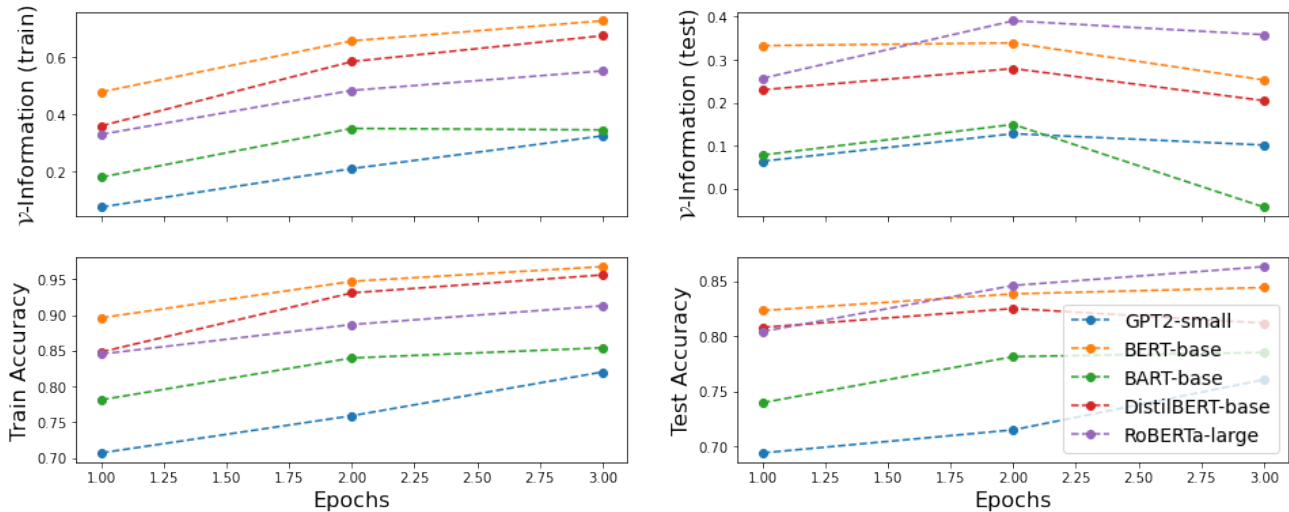 𝒱-Information (train)
0.6
0.4
0.2
𝒱-Information (test)
0.4
0.3
0.2
0.1
0.0
Train Accuracy
0.95
0.90
0.85
0.80
0.75
0.70
1.00 1.25 1.50 1.75 2.00 2.25 2.50 2.75 3.00
Epochs
Test Accuracy
0.85
0.80
0.75
0.70
GPT2-small
BERT-base
BART-base
DistilBERT-base
RoBERTa-large
1.00 1.25 1.50 1.75 2.00 2.25 2.50 2.75 3.00
Epochs